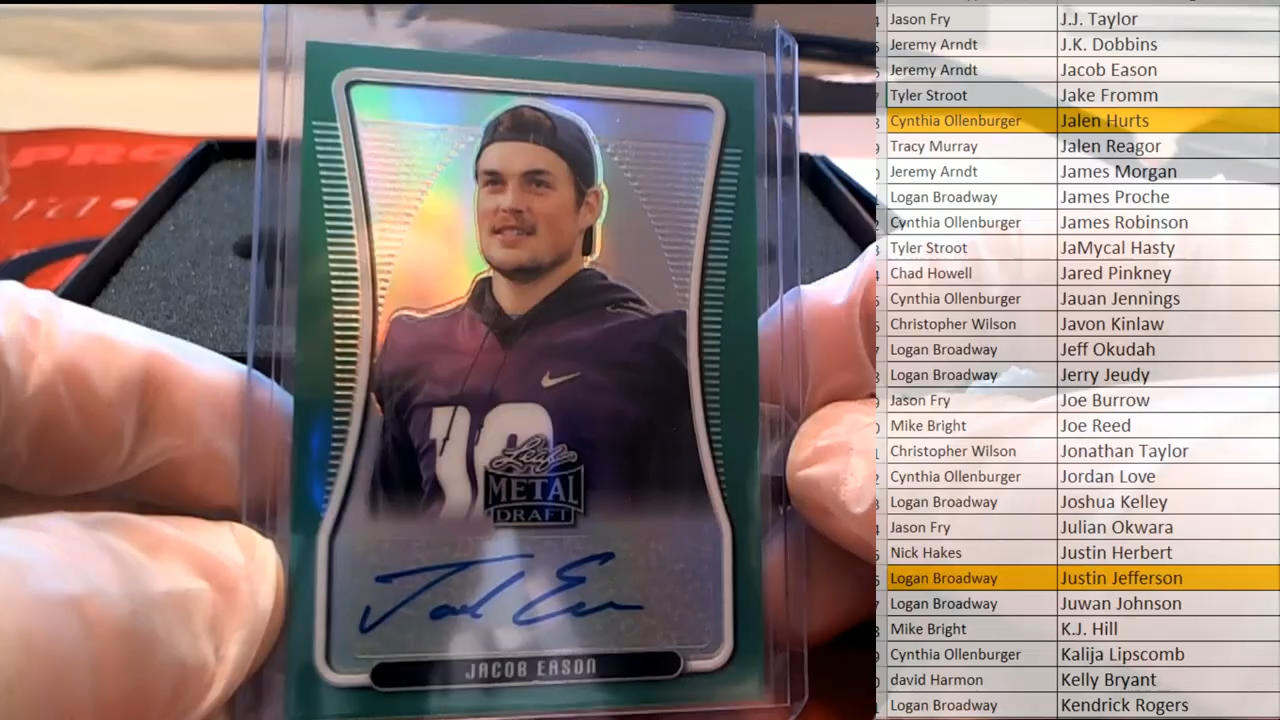 PRO
10
Leaf
METAL
DRAFT
JACOB EASON
Jason Fry J.J. Taylor
Jeremy Arndt J.K. Dobbins
Jeremy Arndt Jacob Eason
Tyler Stroot Jake Fromm
Cynthia Ollenburger Jalen Hurts
Tracy Murray Jalen Reagor
Jeremy Arndt James Morgan
Logan Broadway James Proche
Cynthia Ollenburger James Robinson
Tyler Stroot JaMycal Hasty
Chad Howell Jared Pinkney
Cynthia Ollenburger Jauan Jennings
Christopher Wilson Javon Kinlaw
Logan Broadway Jeff Okudah
Logan Broadway Jerry Jeudy
Jason Fry Joe Burrow
Mike Bright Joe Reed
Christopher Wilson Jonathan Taylor
Cynthia Ollenburger Jordan Love
Logan Broadway Joshua Kelley
Jason Fry Julian Okwara
Nick Hakes Justin Herbert
Logan Broadway Justin Jefferson
Logan Broadway Juwan Johnson
Mike Bright K.J. Hill
Cynthia Ollenburger Kalija Lipscomb
david Harmon Kelly Bryant
Logan Broadway Kendrick Rogers